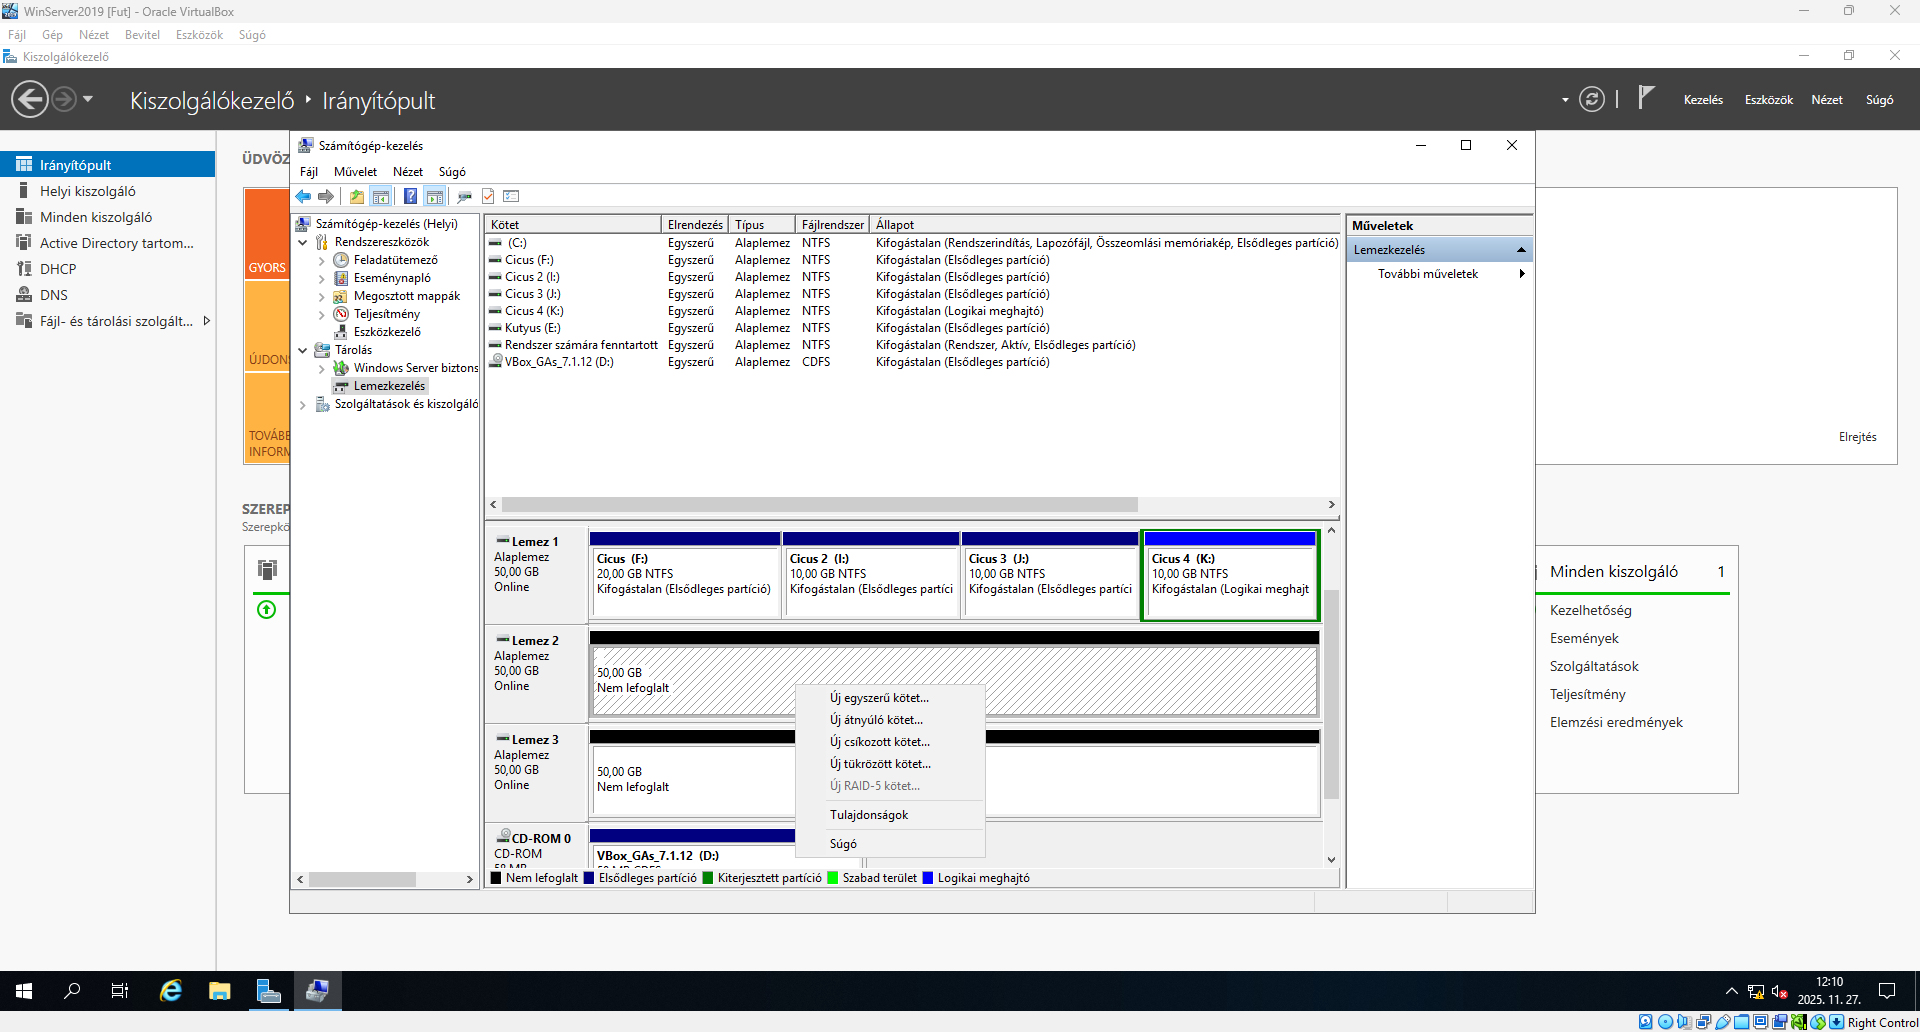 WinServer2019 [Fut] - Oracle VirtualBox
Fájl Gép Nézet Bevitel Eszközök Súgó
Kiszolgálókezelő
Kiszolgálókezelő Irányítópult
Kezelés Eszközök Nézet Súgó
Irányítópult
Helyi kiszolgáló
Minden kiszolgáló
Active Directory tartom...
DHCP
DNS
Fájl- és tárolási szolgált...
ÜDVÖZ
GYORS
ÚJDON
TOVÁBB
INFORM
Elrejtés
SZEREP
Szerepkö
Számítógép-kezelés
Fájl Művelet Nézet Súgó
Számítógép-kezelés (Helyi)
Rendszereszközök
Feladatütemező
Eseménynapló
Megosztott mappák
Teljesítmény
Eszközkezelő
Tárolás
Windows Server biztons
Lemezkezelés
Szolgáltatások és kiszolgáló
Kötet Elrendezés Típus Fájlrendszer Állapot
(C:) Egyszerű Alaplemez NTFS Kifogástalan (Rendszerindítás, Lapozófájl, Összeomlási memóriakép, Elsődleges partíció)
Cicus (F:) Egyszerű Alaplemez NTFS Kifogástalan (Elsődleges partíció)
Cicus 2 (I:) Egyszerű Alaplemez NTFS Kifogástalan (Elsődleges partíció)
Cicus 3 (J:) Egyszerű Alaplemez NTFS Kifogástalan (Elsődleges partíció)
Cicus 4 (K:) Egyszerű Alaplemez NTFS Kifogástalan (Logikai meghajtó)
Kutyus (E:) Egyszerű Alaplemez NTFS Kifogástalan (Elsődleges partíció)
Rendszer számára fenntartott Egyszerű Alaplemez NTFS Kifogástalan (Rendszer, Aktív, Elsődleges partíció)
VBox_GAs_7.1.12 (D:) Egyszerű Alaplemez CDFS Kifogástalan (Elsődleges partíció)
Műveletek
Lemezkezelés
További műveletek
Lemez 1
Alaplemez
50,00 GB
Online
Cicus (F:)
20,00 GB NTFS
Kifogástalan (Elsődleges partíció)
Cicus 2 (I:)
10,00 GB NTFS
Kifogástalan (Elsődleges partíci
Cicus 3 (J:)
10,00 GB NTFS
Kifogástalan (Elsődleges partíci
Cicus 4 (K:)
10,00 GB NTFS
Kifogástalan (Logikai meghajt
Lemez 2
Alaplemez
50,00 GB
Online
50,00 GB
Nem lefoglalt
Új egyszerű kötet...
Új átnyúló kötet...
Új csíkozott kötet...
Új tükrözött kötet...
Új RAID-5 kötet...
Tulajdonságok
Súgó
Lemez 3
Alaplemez
50,00 GB
Online
50,00 GB
Nem lefoglalt
CD-ROM 0
CD-ROM
58 MB
VBox_GAs_7.1.12 (D:)
58 MB CDFS
Nem lefoglalt Elsődleges partíció Kiterjesztett partíció Szabad terület Logikai meghajtó
Minden kiszolgáló 1
Kezelhetőség
Események
Szolgáltatások
Teljesítmény
Elemzési eredmények
12:10
2025. 11. 27.
Right Control